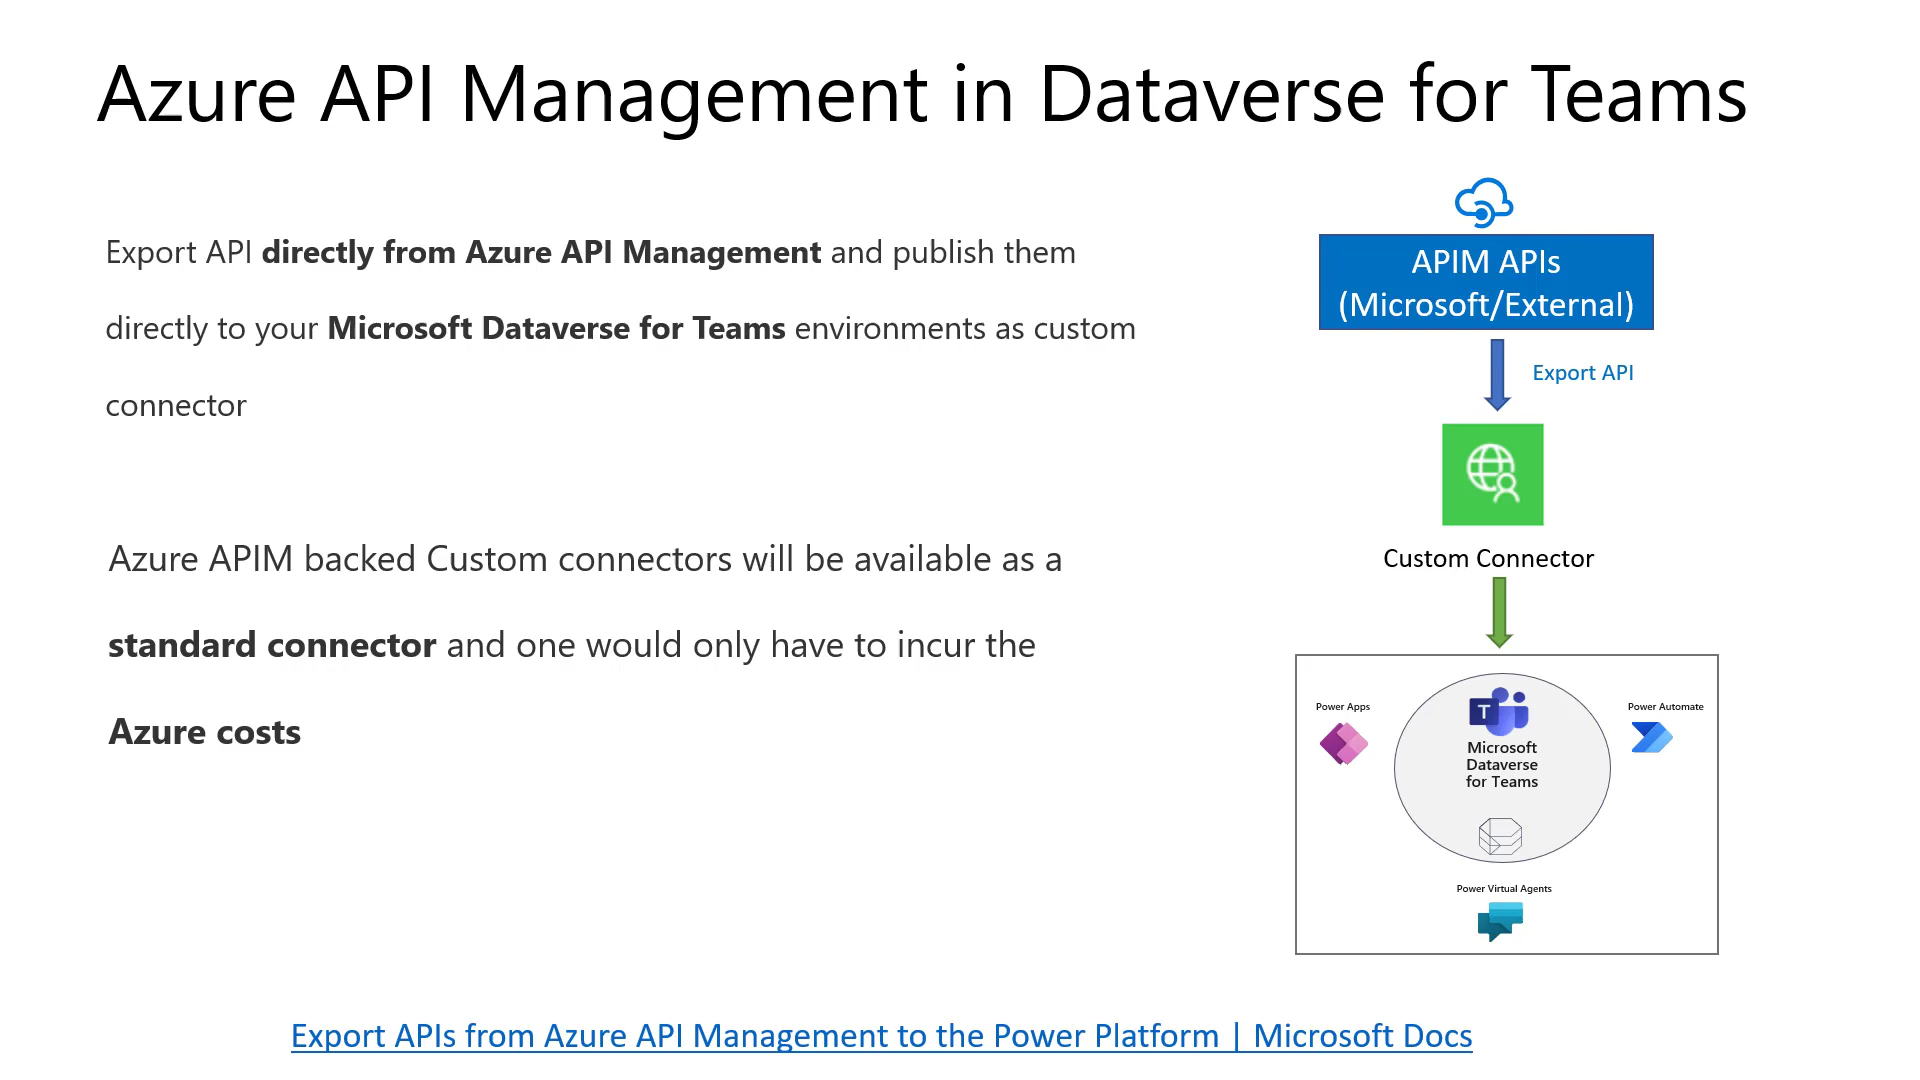 Azure API Management in Dataverse for Teams
Export API directly from Azure API Management and publish them
directly to your Microsoft Dataverse for Teams environments as custom
connector
Azure APIM backed Custom connectors will be available as a
standard connector and one would only have to incur the
Azure costs
APIM APIs
(Microsoft/External)
Export API
Custom Connector
Power Apps
T
Microsoft
Dataverse
for Teams
Power Automate
Power Virtual Agents
Export APIs from Azure API Management to the Power Platform | Microsoft Docs